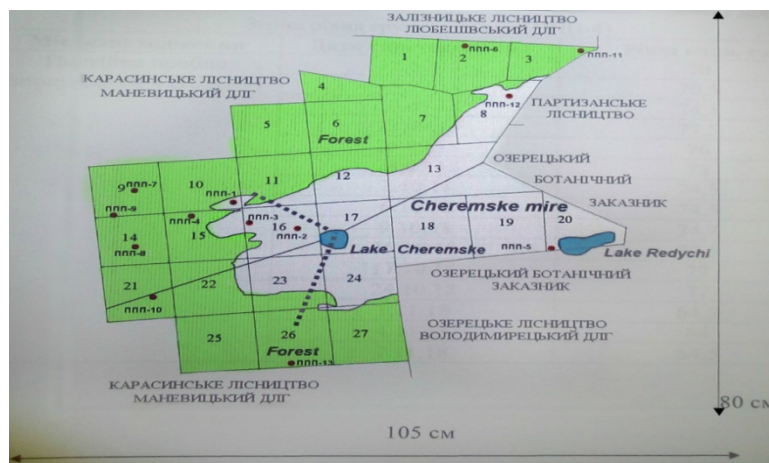 ЗАЛІЗНИЦЬКЕ ЛІСНИЦТВО
ЛЮБЕШІВСЬКИЙ ДЛГ
1
2
ППП-6
3
ППП-11
КАРАСИНСЬКЕ ЛІСНИЦТВО
МАНЕВИЦЬКИЙ ДЛГ
4
ППП-12
ПАРТИЗАНСЬКЕ
ЛІСНИЦТВО
5
6
7
8
Forest
ОЗЕРЕЦЬКИЙ
БОТАНІЧНИЙ
ЗАКАЗНИК
9
ППП-7
10
11
12
13
ППП-1
ППП-9
ППП-4
ППП-3
14
15
16
ППП-2
17
Cheremske mire
18
19
20
ППП-8
Lake Cheremske
ППП-5
Lake Redychi
21
22
23
24
ОЗЕРЕЦЬКИЙ БОТАНІЧНИЙ
ЗАКАЗНИК
ППП-10
25
26
27
Forest
ППП-13
ОЗЕРЕЦЬКЕ ЛІСНИЦТВО
ВОЛОДИМИРЕЦЬКИЙ ДЛГ
КАРАСИНСЬКЕ ЛІСНИЦТВО
МАНЕВИЦЬКИЙ ДЛГ
80 см
105 см